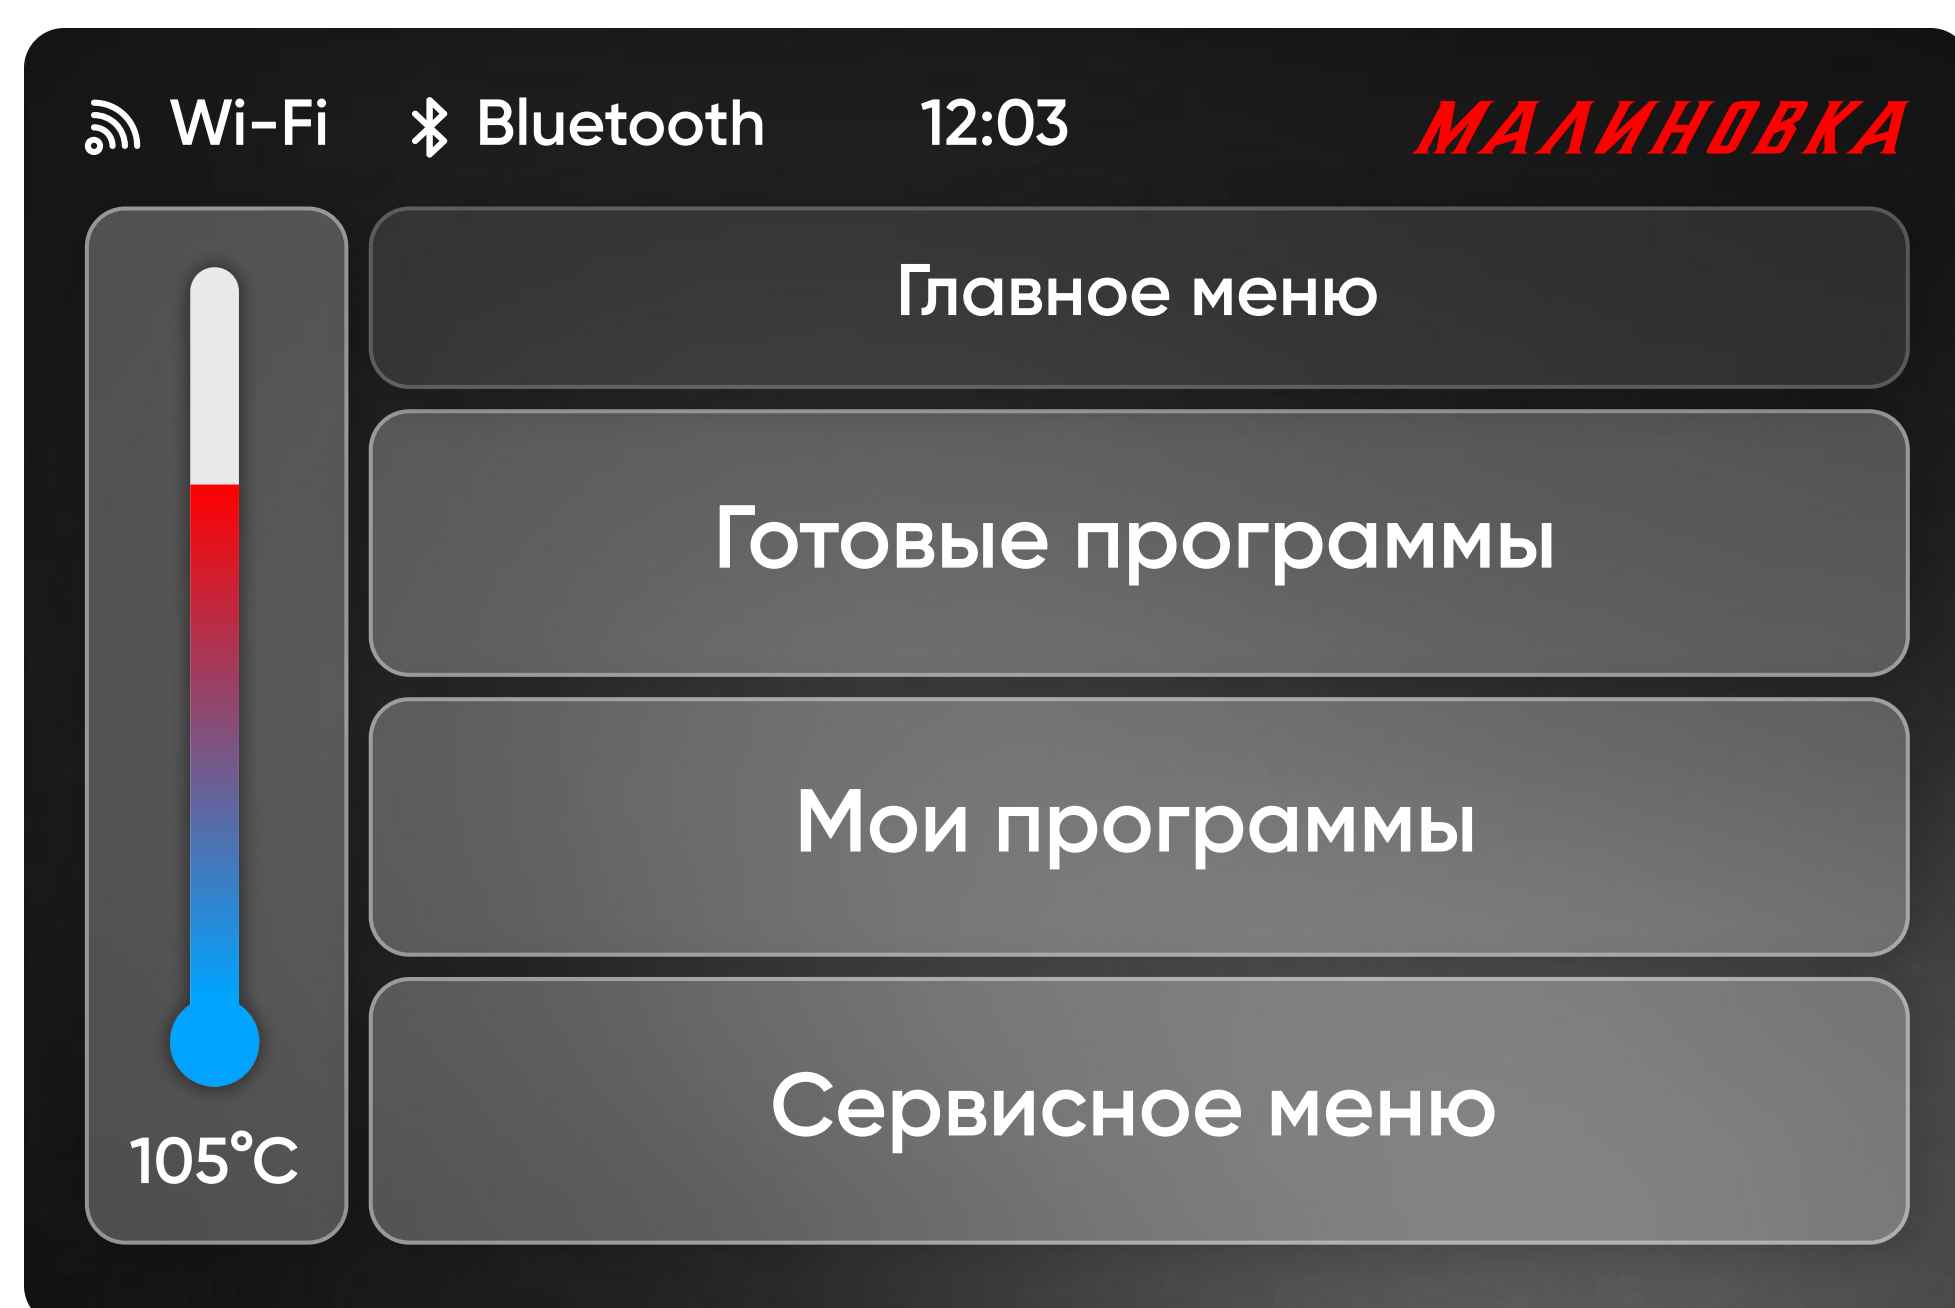 Wi-Fi Bluetooth 12:03 МАЛИНОВКА
Главное меню
Готовые программы
Мои программы
Сервисное меню
105°C